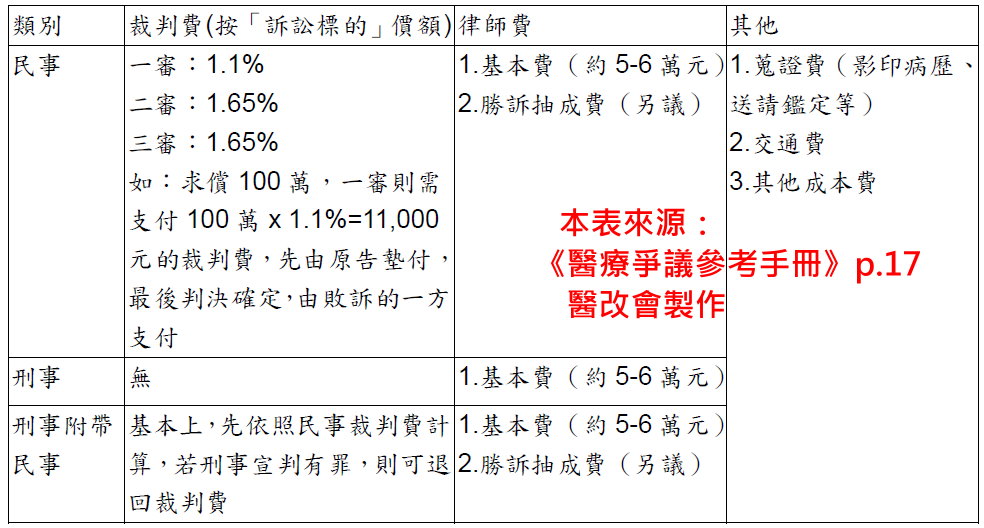 類別
裁判費(按「訴訟標的」價額)
律師費
其他
民事
一審：1.1%
二審：1.65%
三審：1.65%
如：求償 100 萬，一審則需
支付 100 萬 x 1.1%=11,000
元的裁判費，先由原告墊付，
最後判決確定，由敗訴的一方
支付
1.基本費（約 5-6 萬元）
2.勝訴抽成費（另議）
1.蒐證費（影印病歷、
送請鑑定等）
2.交通費
3.其他成本費
本表來源：
《醫療爭議參考手冊》p.17
醫改會製作
刑事
無
1.基本費（約 5-6 萬元）
刑事附帶
民事
基本上，先依照民事裁判費計
算，若刑事宣判有罪，則可退
回裁判費
1.基本費（約 5-6 萬元）
2.勝訴抽成費（另議）